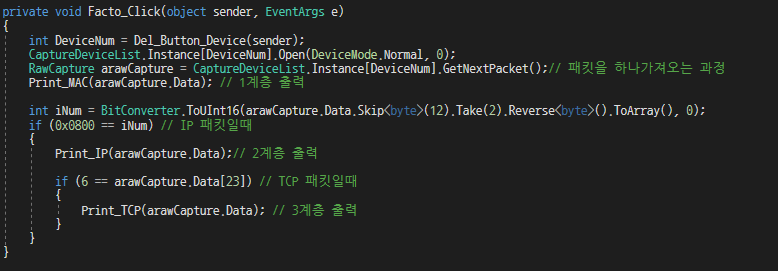 private void Facto_Click(object sender, EventArgs e)
{
    int DeviceNum = Del_Button_Device(sender);
    CaptureDeviceList.Instance[DeviceNum].Open(DeviceMode.Normal, 0);
    RawCapture arawCapture = CaptureDeviceList.Instance[DeviceNum].GetNextPacket();// 패킷을 하나가져오는 과정
    Print_MAC(arawCapture.Data); // 1계층 출력

    int iNum = BitConverter.ToUInt16(arawCapture.Data.Skip<byte>(12).Take(2).Reverse<byte>().ToArray(), 0);
    if (0x0800 == iNum) // IP 패킷일때
    {
        Print_IP(arawCapture.Data);// 2계층 출력

        if (6 == arawCapture.Data[23]) // TCP 패킷일때
        {
            Print_TCP(arawCapture.Data); // 3계층 출력
        }
    }
}